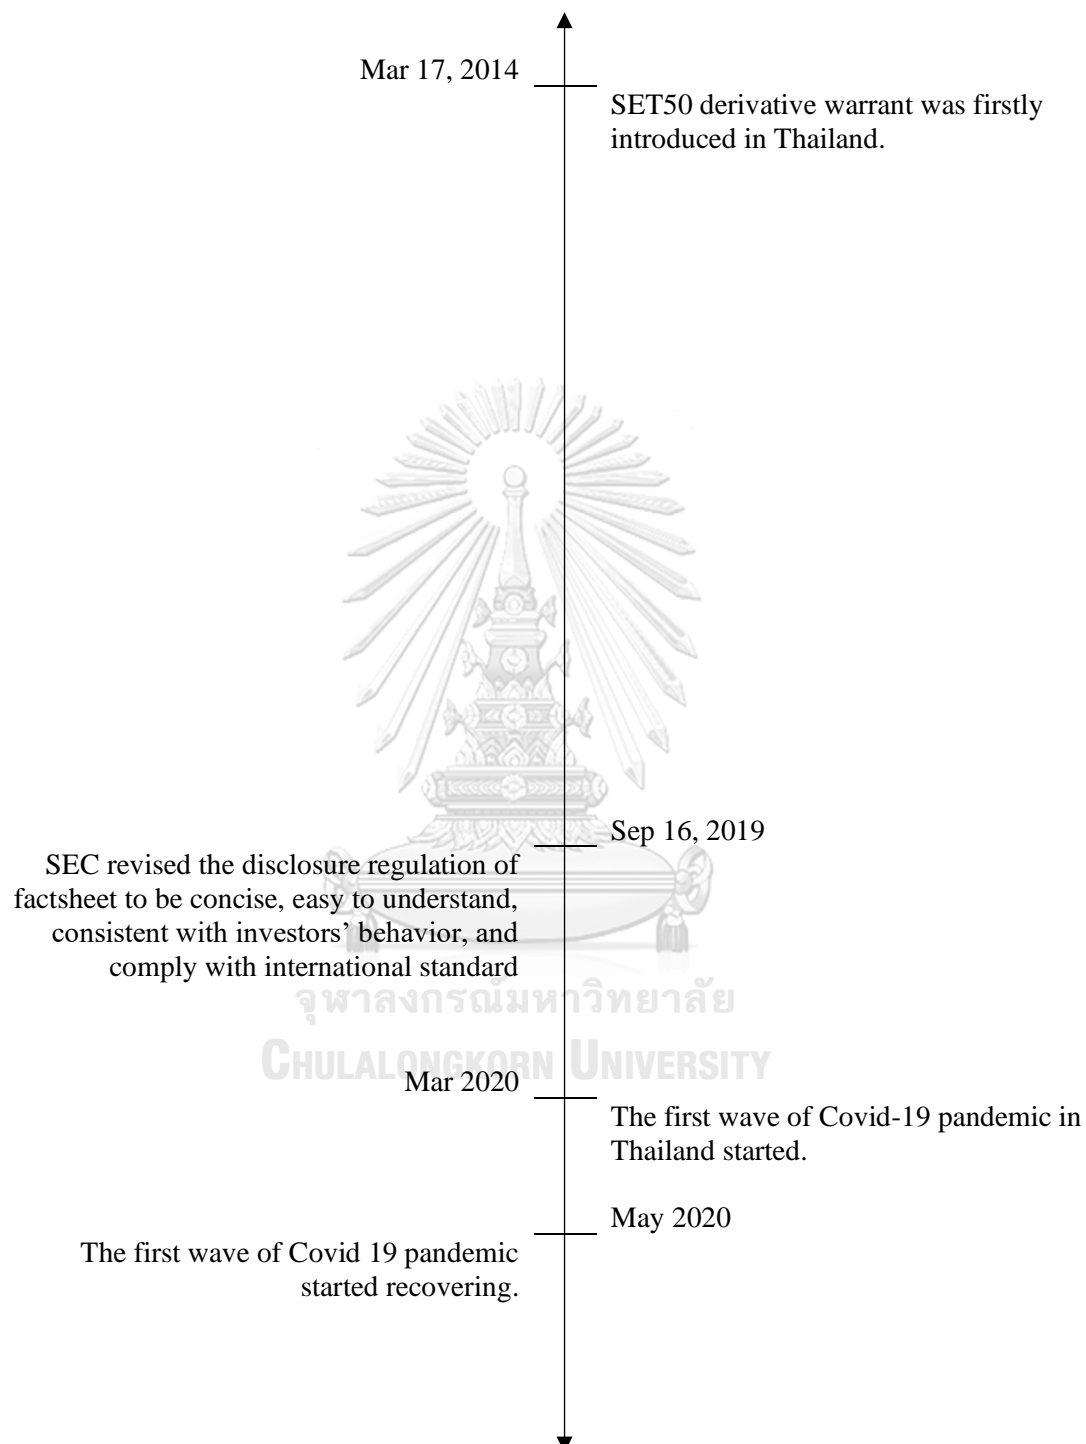 Mar 17, 2014
SET50 derivative warrant was firstly
introduced in Thailand.
Sep 16, 2019
SEC revised the disclosure regulation of
factsheet to be concise, easy to understand,
consistent with investors’ behavior, and
comply with international standard
จุฬาลงกรณ์มหาวิทยาลัย
CHULALONGKORN UNIVERSITY
Mar 2020
The first wave of Covid-19 pandemic in
Thailand started.
May 2020
The first wave of Covid 19 pandemic
started recovering.